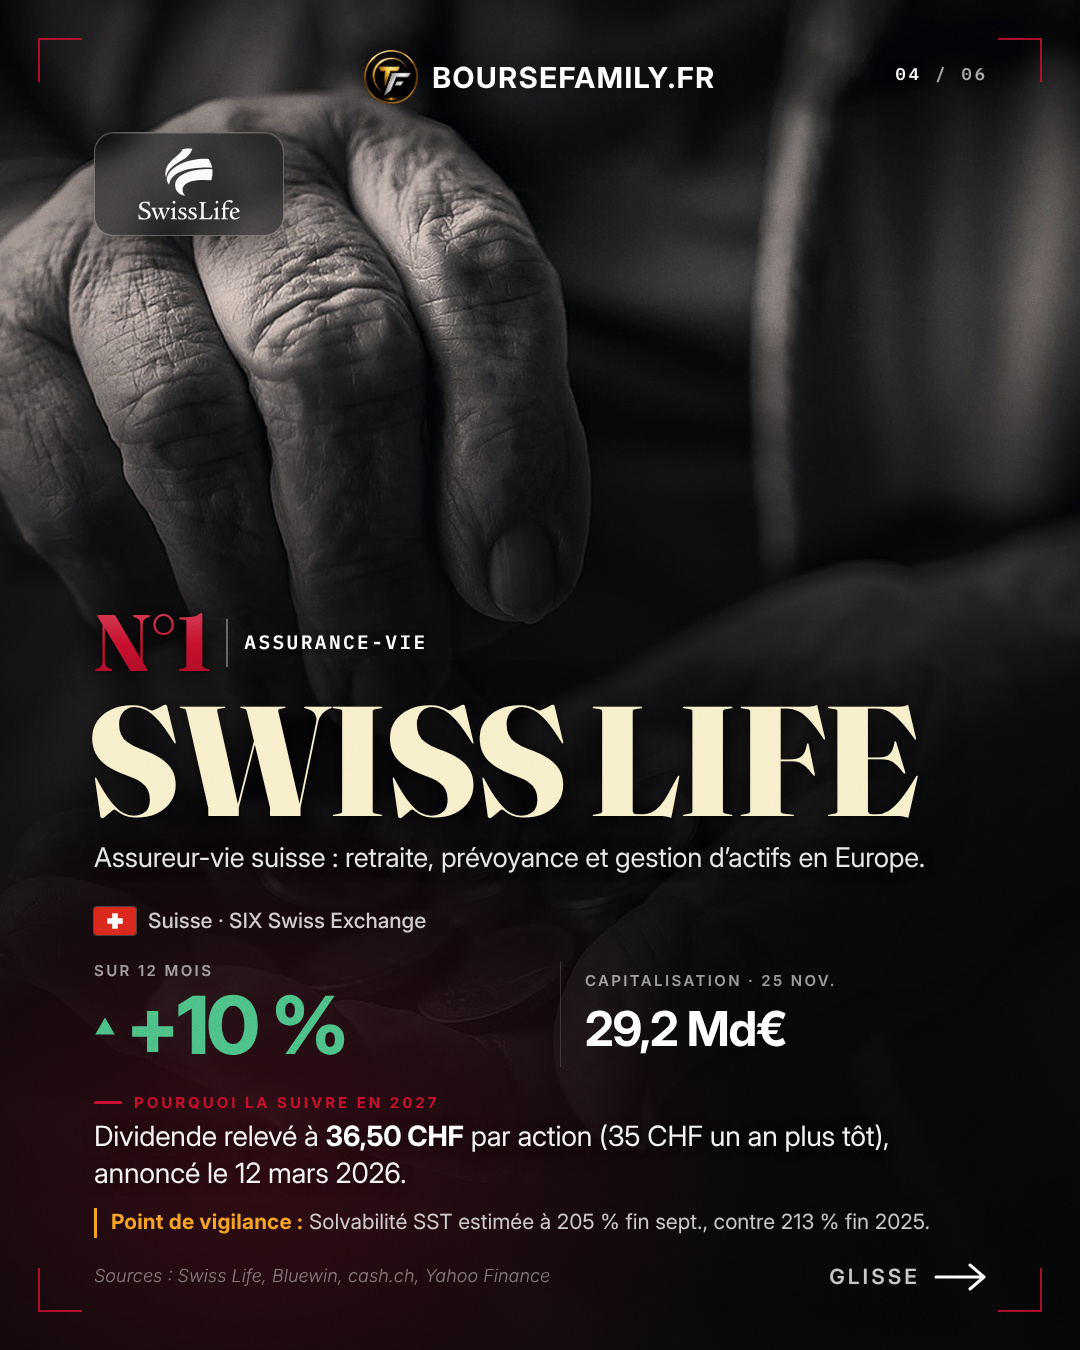 BOURSEFAMILY.FR
04 / 06
SwissLife
N°1
ASSURANCE-VIE
SWISS LIFE
Assureur-vie suisse : retraite, prévoyance et gestion d’actifs en Europe.
Suisse · SIX Swiss Exchange
SUR 12 MOIS
+10 %
CAPITALISATION · 25 NOV.
29,2 Md€
POURQUOI LA SUIVRE EN 2027
Dividende relevé à 36,50 CHF par action (35 CHF un an plus tôt),
annoncé le 12 mars 2026.
Point de vigilance : Solvabilité SST estimée à 205 % fin sept., contre 213 % fin 2025.
Sources : Swiss Life, Bluewin, cash.ch, Yahoo Finance
GLISSE